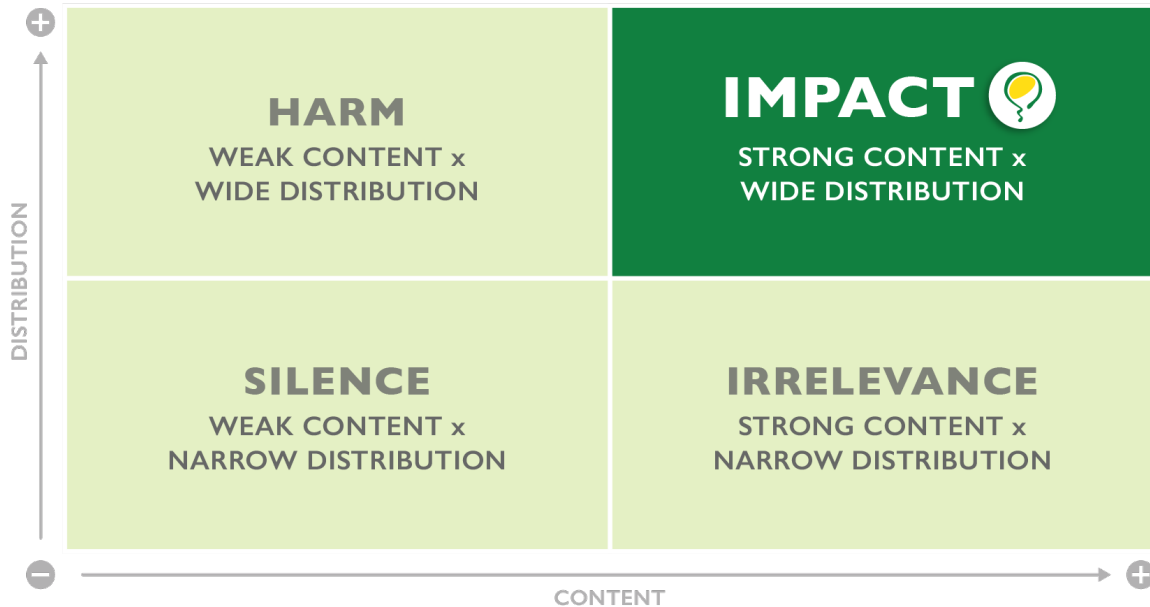 HARM
WEAK CONTENT x
WIDE DISTRIBUTION
IMPACT
STRONG CONTENT x
WIDE DISTRIBUTION
SILENCE
WEAK CONTENT x
NARROW DISTRIBUTION
IRRELEVANCE
STRONG CONTENT x
NARROW DISTRIBUTION
DISTRIBUTION
CONTENT